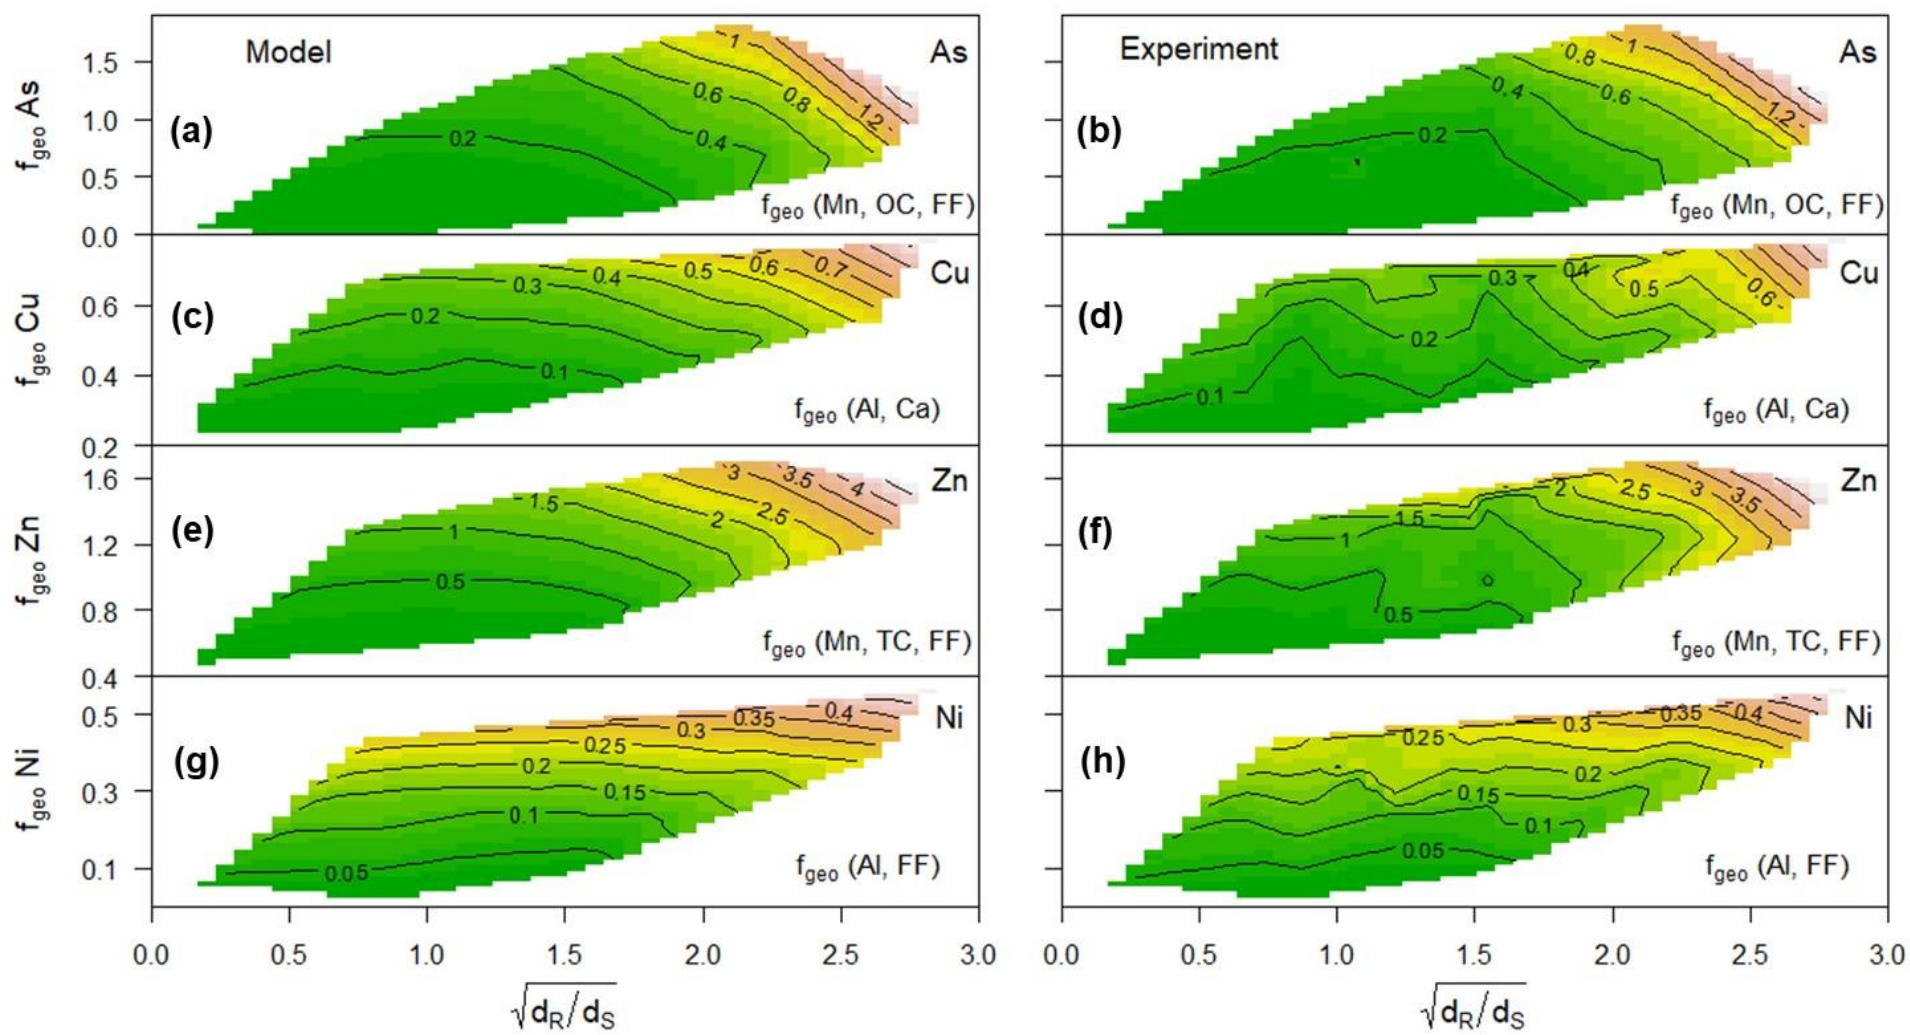 Model
As
Experiment
As
f_geo As
1.5
1.0
0.5
0.0
(a)
1
0.8
0.6
1.2
0.4
0.2
f_geo (Mn, OC, FF)
(b)
1
0.8
0.6
0.4
1.2
0.2
f_geo (Mn, OC, FF)
f_geo Cu
0.6
0.4
0.2
(c)
Cu
0.7
0.6
0.5
0.4
0.3
0.2
0.1
f_geo (Al, Ca)
(d)
Cu
0.4
0.3
0.5
0.6
0.2
0.1
f_geo (Al, Ca)
f_geo Zn
1.6
1.2
0.8
0.4
(e)
Zn
3
3.5
4
1.5
2
2.5
1
0.5
f_geo (Mn, TC, FF)
(f)
Zn
2
2.5
3
3.5
1.5
1
0.5
f_geo (Mn, TC, FF)
f_geo Ni
0.5
0.3
0.1
(g)
Ni
0.4
0.35
0.3
0.25
0.2
0.15
0.1
0.05
f_geo (Al, FF)
(h)
Ni
0.4
0.35
0.3
0.25
0.2
0.15
0.1
0.05
f_geo (Al, FF)
0.0 0.5 1.0 1.5 2.0 2.5 3.0
0.0 0.5 1.0 1.5 2.0 2.5 3.0
√d_R/d_S
√d_R/d_S